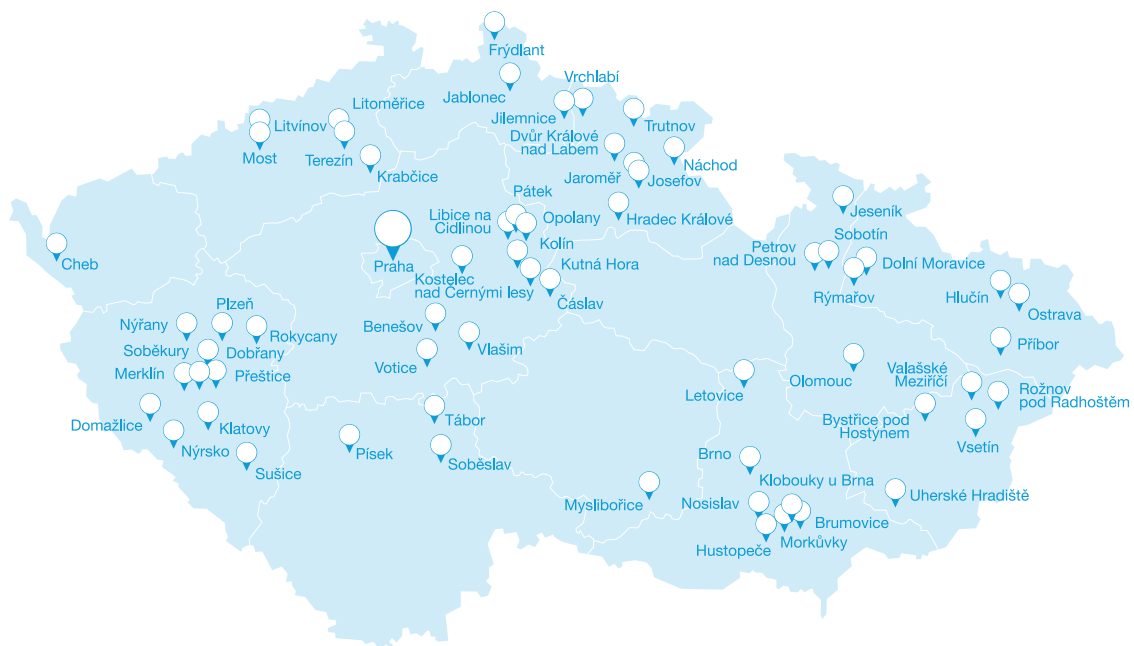 Frýdlant
Jablonec
Vrchlabí
Jilemnice
Trutnov
Dvůr Králové
nad Labem
Náchod
Jaroměř
Josefov
Hradec Králové
Litoměřice
Litvínov
Most
Terezín
Krabčice
Pátek
Libice na
Cidlinou
Opolany
Kolín
Kutná Hora
Praha
Kostelec
nad Černými lesy
Čáslav
Cheb
Jeseník
Sobotín
Petrov
nad Desnou
Dolní Moravice
Rýmařov
Hlučín
Ostrava
Příbor
Plzeň
Nýřany
Rokycany
Soběkury
Dobřany
Merklín
Přeštice
Benešov
Vlašim
Votice
Domažlice
Klatovy
Nýrsko
Sušice
Tábor
Písek
Soběslav
Letovice
Olomouc
Valašské
Meziříčí
Rožnov
pod Radhoštěm
Bystřice pod
Hostýnem
Vsetín
Brno
Klobouky u Brna
Myslibořice
Nosislav
Uherské Hradiště
Brumovice
Morkůvky
Hustopeče